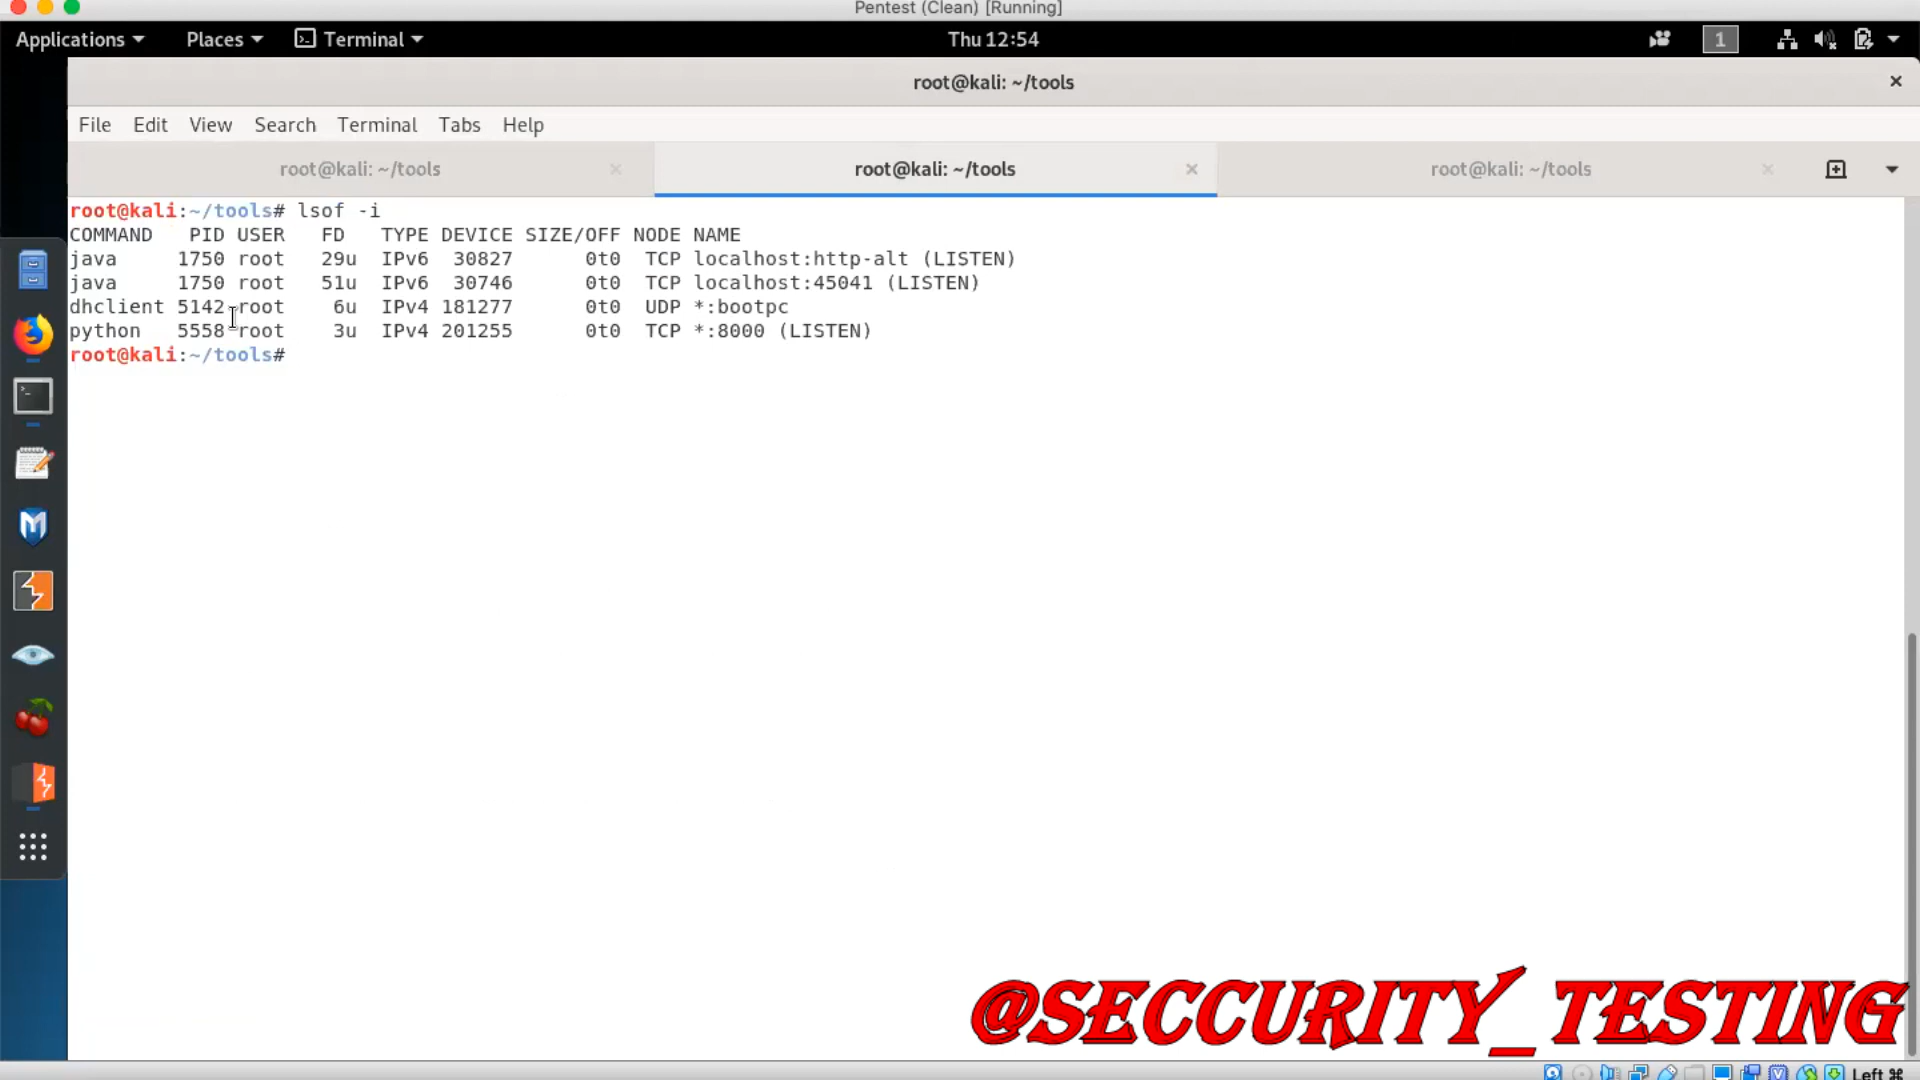 Pentest (Clean) [Running]
Applications Places Terminal Thu 12:54 1
root@kali: ~/tools
File Edit View Search Terminal Tabs Help
root@kali: ~/tools root@kali: ~/tools root@kali: ~/tools
root@kali:~/tools# lsof -i
COMMAND PID USER FD TYPE DEVICE SIZE/OFF NODE NAME
java 1750 root 29u IPv6 30827 0t0 TCP localhost:http-alt (LISTEN)
java 1750 root 51u IPv6 30746 0t0 TCP localhost:45041 (LISTEN)
dhclient 5142 root 6u IPv4 181277 0t0 UDP *:bootpc
python 5558 root 3u IPv4 201255 0t0 TCP *:8000 (LISTEN)
root@kali:~/tools#
@SECCURITY_TESTING
Left ⌘